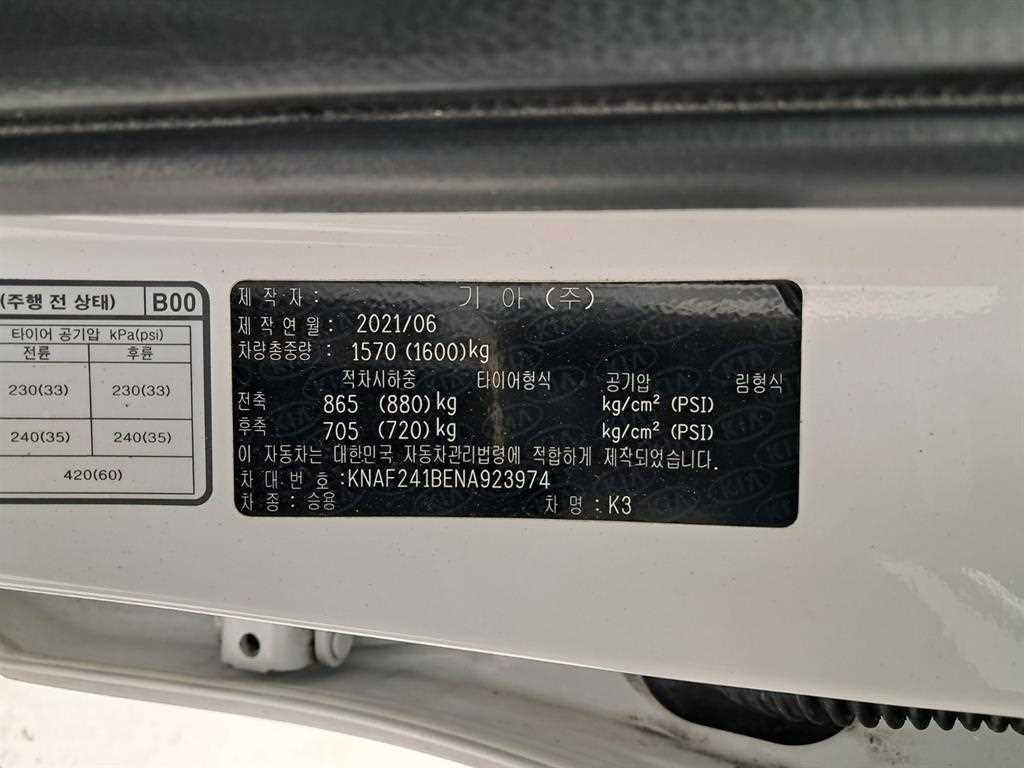 (주행 전 상태) B00
타이어 공기압 kPa(psi)
전륜 후륜
230(33) 230(33)
240(35) 240(35)
420(60)
제 작 자 : 기 아 (주)
제 작 연 월 : 2021/06
차량총중량 : 1570 (1600)kg
적차시하중 타이어형식 공기압 림형식
전축 865 (880) kg kg/cm² (PSI)
후축 705 (720) kg kg/cm² (PSI)
이 자동차는 대한민국 자동차관리법령에 적합하게 제작되었습니다.
차 대 번 호 :KNAF241BENA923974
차 종 : 승용 차 명 : K3